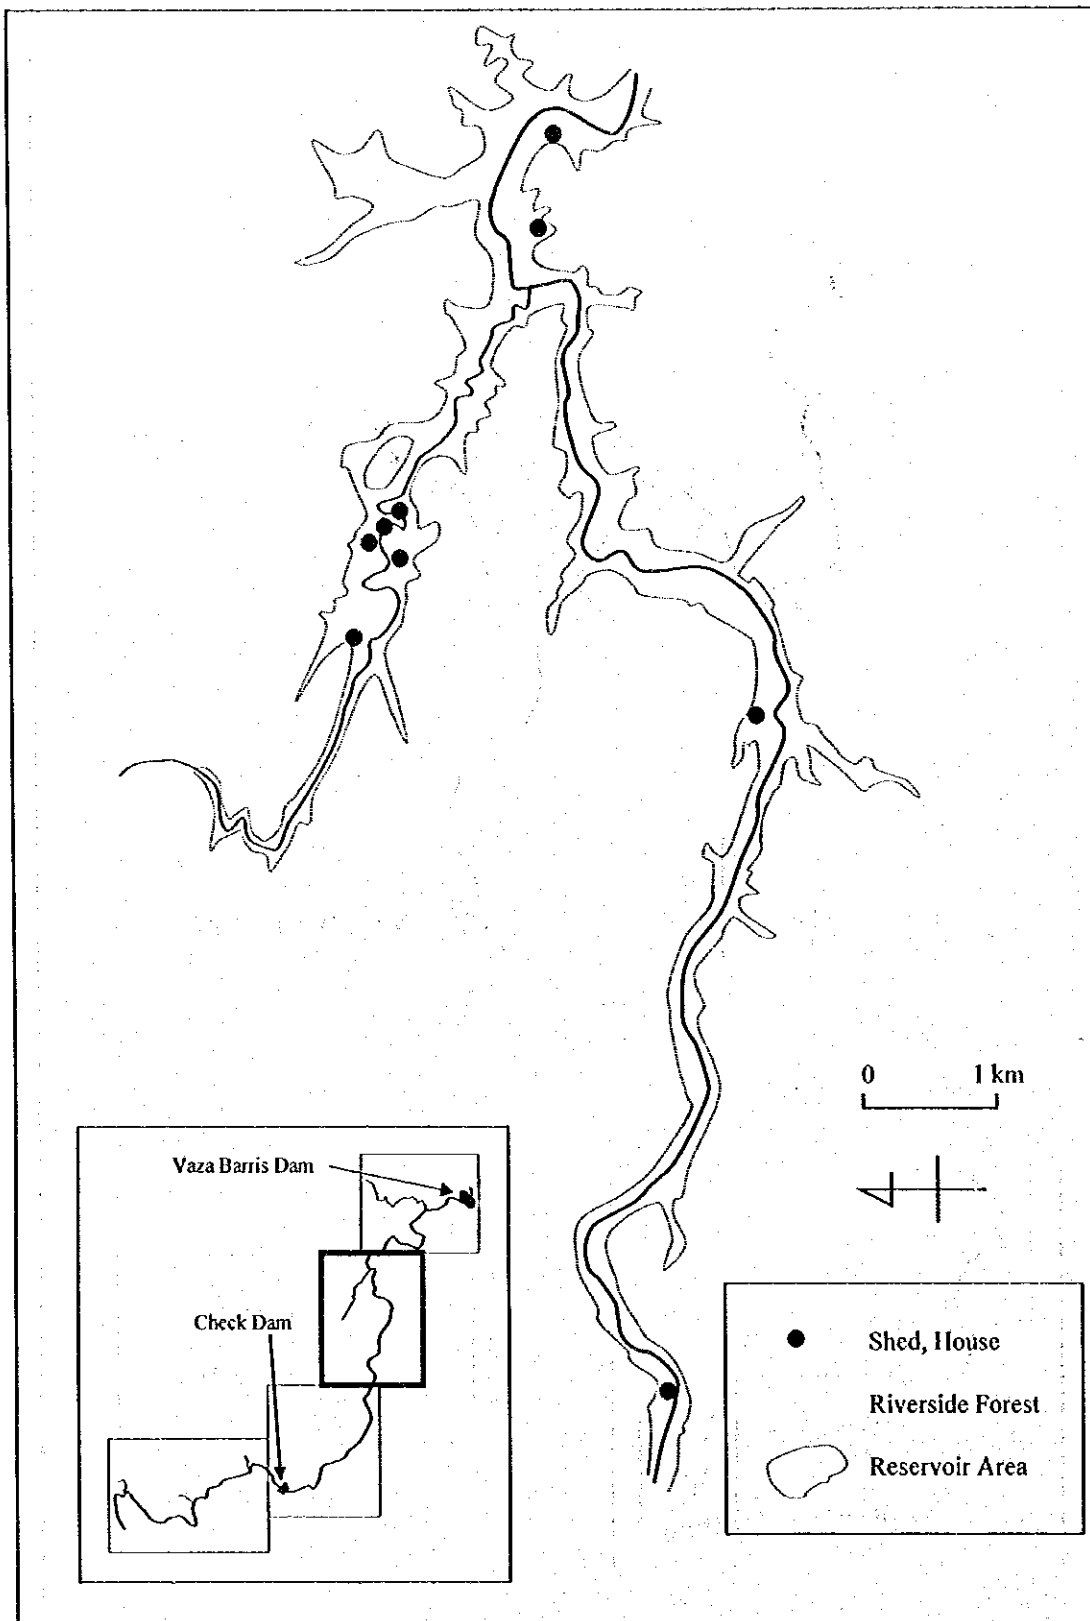 0 1 km
Vaza Barris Dam
Check Dam
Shed, House
Riverside Forest
Reservoir Area